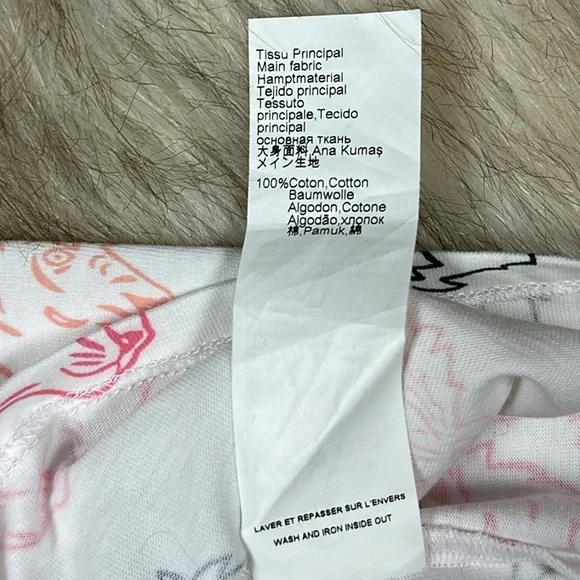 Tissu Principal
Main fabric
Hamptmaterial
Tejido principal
Tessuto
principale,Tecido
principal
основная ткань
大身面料,Ana Kumaş
メイン生地
100%Coton,Cotton
Baumwolle
Algodon,Cotone
Algodão,хлопок
棉,Pamuk,綿
LAVER ET REPASSER SUR L'ENVERS
WASH AND IRON INSIDE OUT